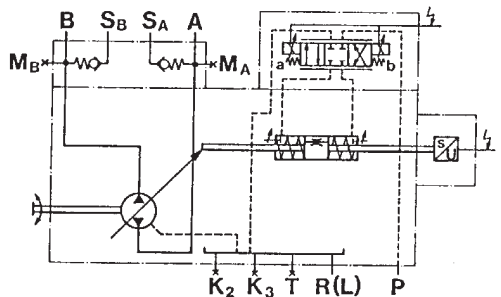 B S_B S_A A
M_B M_A
a b
s
U
K_2 K_3 T R(L) P